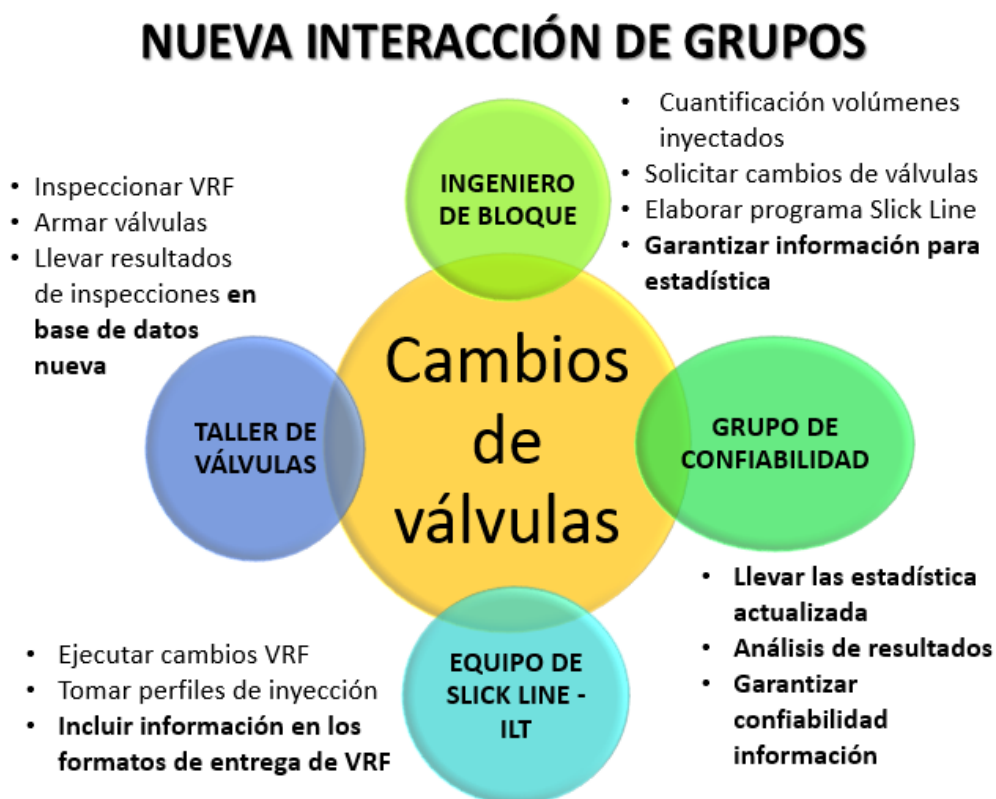 NUEVA INTERACCIÓN DE GRUPOS
INGENIERO
DE BLOQUE
• Cuantificación volúmenes
inyectados
• Solicitar cambios de válvulas
• Elaborar programa Slick Line
• Garantizar información para
estadística
• Inspeccionar VRF
• Armar válvulas
• Llevar resultados
de inspecciones en
base de datos
nueva
TALLER DE
VÁLVULAS
Cambios
de
válvulas
GRUPO DE
CONFIABILIDAD
• Llevar las estadística
actualizada
• Análisis de resultados
• Garantizar
confiabilidad
información
• Ejecutar cambios VRF
• Tomar perfiles de inyección
• Incluir información en los
formatos de entrega de VRF
EQUIPO DE
SLICK LINE -
ILT